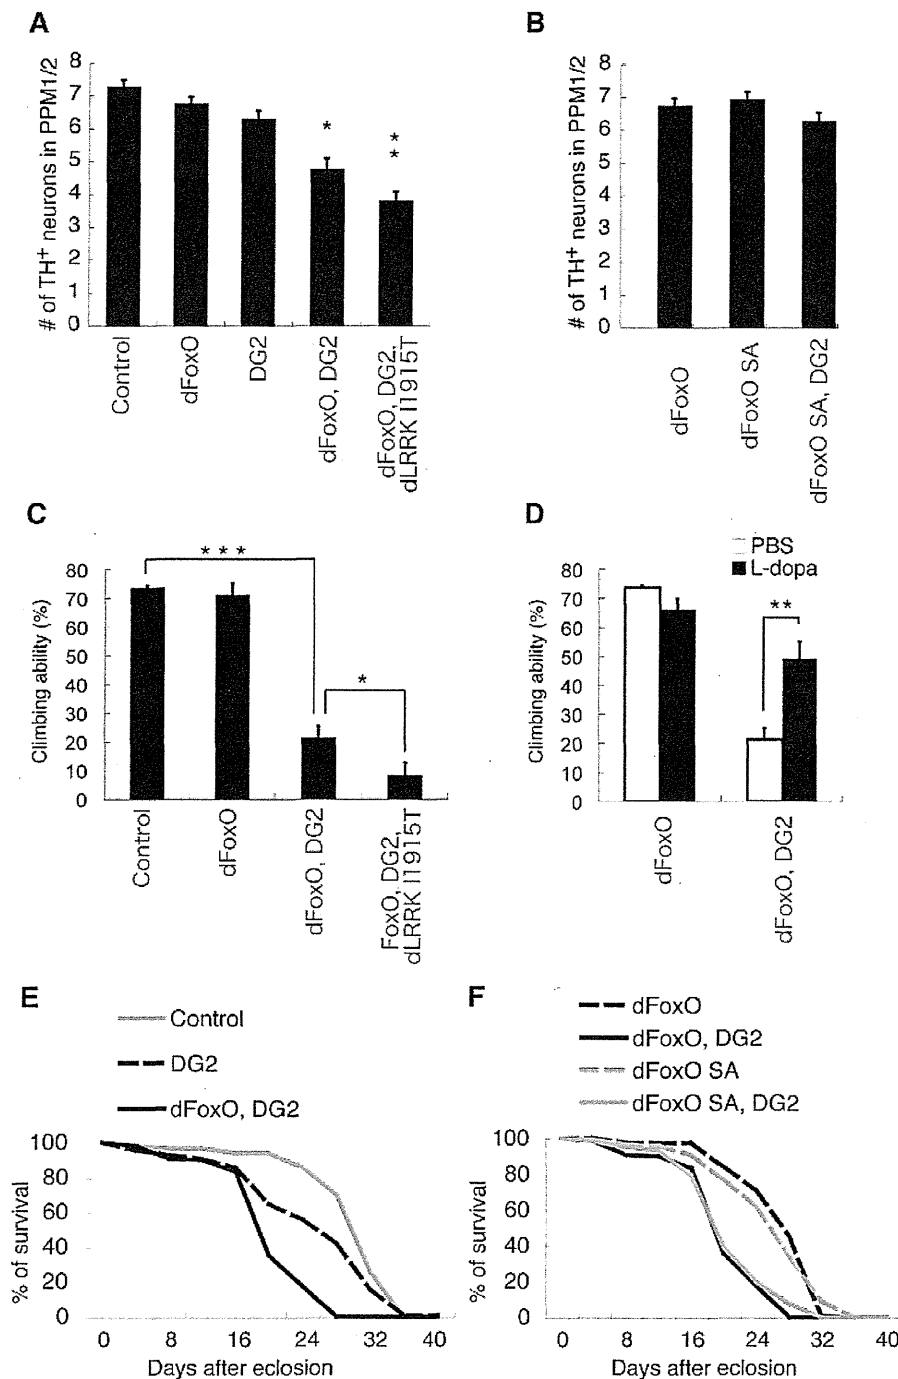 A
# of TH+ neurons in PPM1/2
8
7
6
5
4
3
2
1
0
*
*
*
Control
dFoxO
DG2
dFoxO, DG2
dFoxO, DG2,
dLRRK I1915T
B
# of TH+ neurons in PPM1/2
8
7
6
5
4
3
2
1
0
dFoxO
dFoxO SA
dFoxO SA, DG2
C
Climbing ability (%)
80
70
60
50
40
30
20
10
0
* * *
*
Control
dFoxO
dFoxO, DG2
FoxO, DG2,
dLRRK I1915T
D
PBS
L-dopa
Climbing ability (%)
80
70
60
50
40
30
20
10
0
**
dFoxO
dFoxO, DG2
E
Control
DG2
dFoxO, DG2
% of survival
100
80
60
40
20
0
0 8 16 24 32 40
Days after eclosion
F
dFoxO
dFoxO, DG2
dFoxO SA
dFoxO SA, DG2
% of survival
100
80
60
40
20
0
0 8 16 24 32 40
Days after eclosion